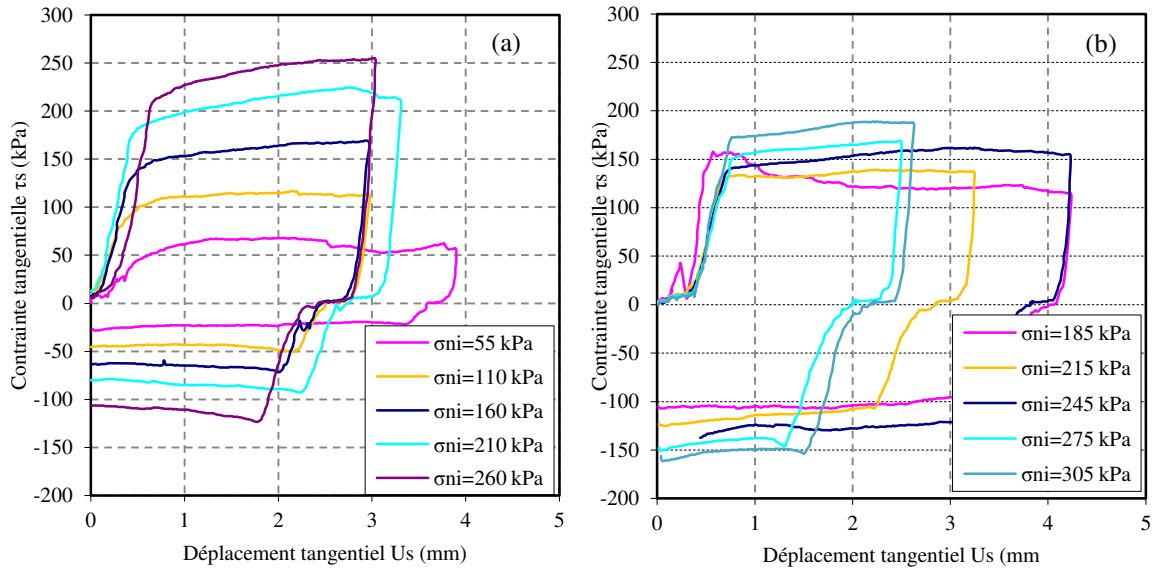 (a)
300
250
200
150
100
50
0
-50
-100
-150
-200
0 1 2 3 4 5
Contrainte tangentielle τs (kPa)
Déplacement tangentiel Us (mm)
σni=55 kPa
σni=110 kPa
σni=160 kPa
σni=210 kPa
σni=260 kPa
(b)
300
250
200
150
100
50
0
-50
-100
-150
-200
0 1 2 3 4 5
Contrainte tangentielle τs (kPa)
Déplacement tangentiel Us (mm
σni=185 kPa
σni=215 kPa
σni=245 kPa
σni=275 kPa
σni=305 kPa